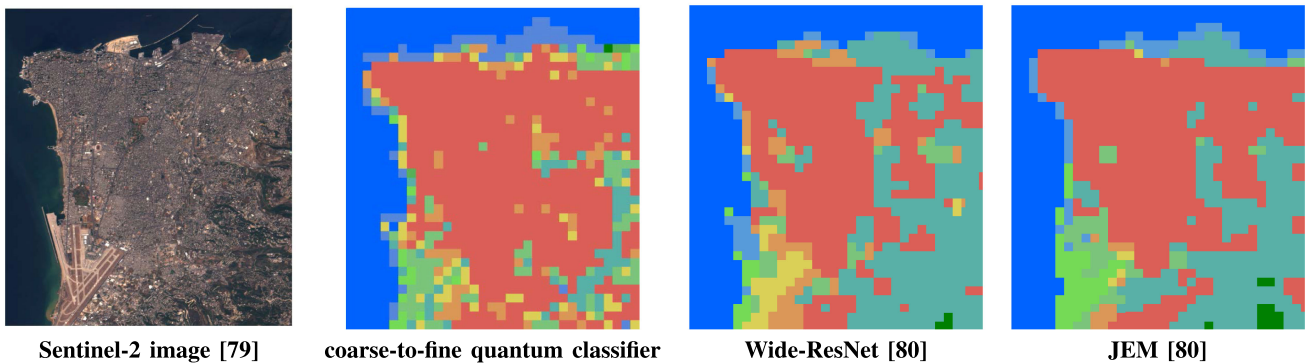 Sentinel-2 image [79]
coarse-to-fine quantum classifier
Wide-ResNet [80]
JEM [80]